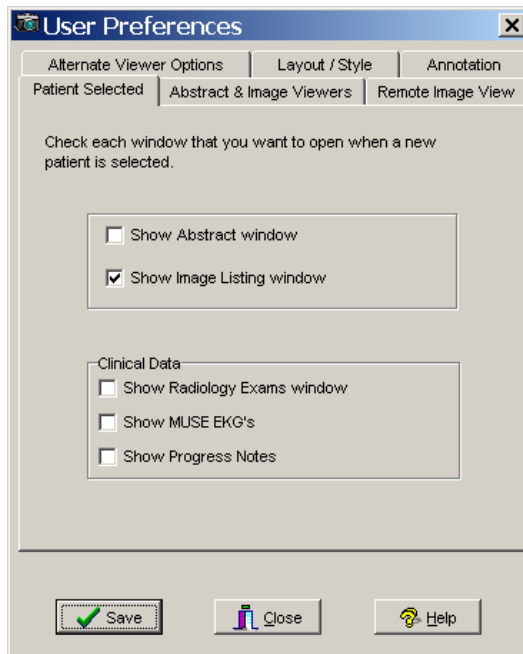 User Preferences
Alternate Viewer Options Layout / Style Annotation
Patient Selected Abstract & Image Viewers Remote Image View
Check each window that you want to open when a new
patient is selected.
Show Abstract window
Show Image Listing window
Clinical Data
Show Radiology Exams window
Show MUSE EKG's
Show Progress Notes
Save Close Help